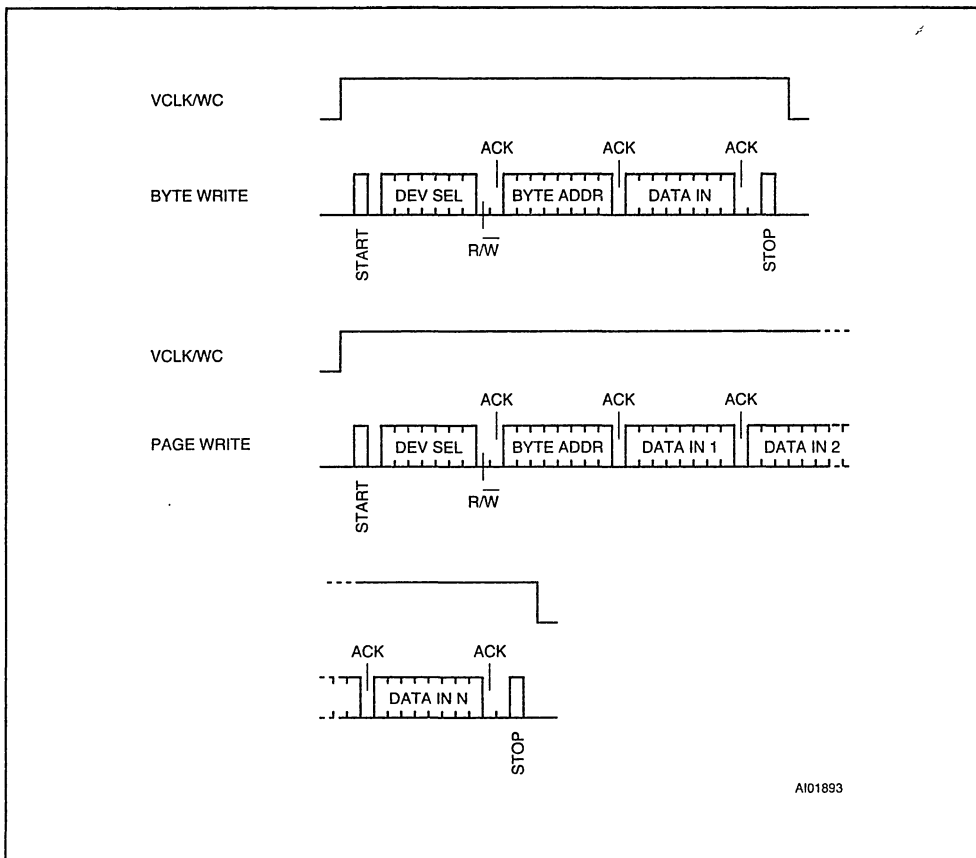 VCLK/WC
ACK ACK ACK
BYTE WRITE DEV SEL BYTE ADDR DATA IN
R/W̅
START STOP
VCLK/WC
ACK ACK ACK
PAGE WRITE DEV SEL BYTE ADDR DATA IN 1 DATA IN 2
R/W̅
START
ACK ACK
DATA IN N
STOP
AI01893